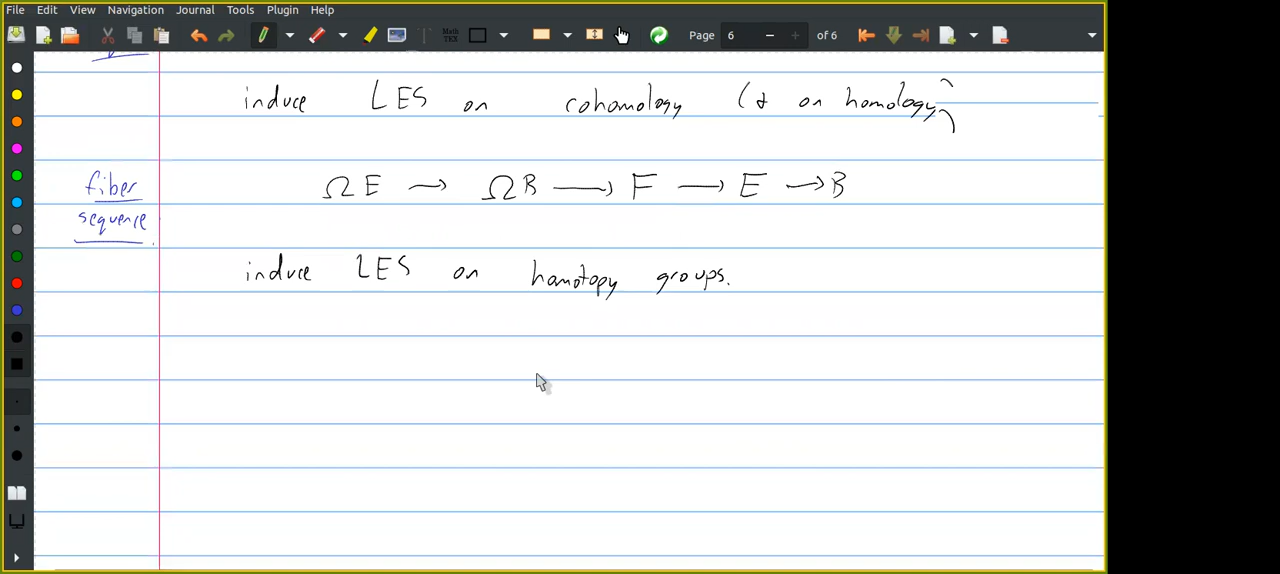 File Edit View Navigation Journal Tools Plugin Help
Page 6 of 6
induce LES on cohomology (& on homology)
fiber sequence.
ΩE → ΩB → F → E → B
induce LES on homotopy groups.